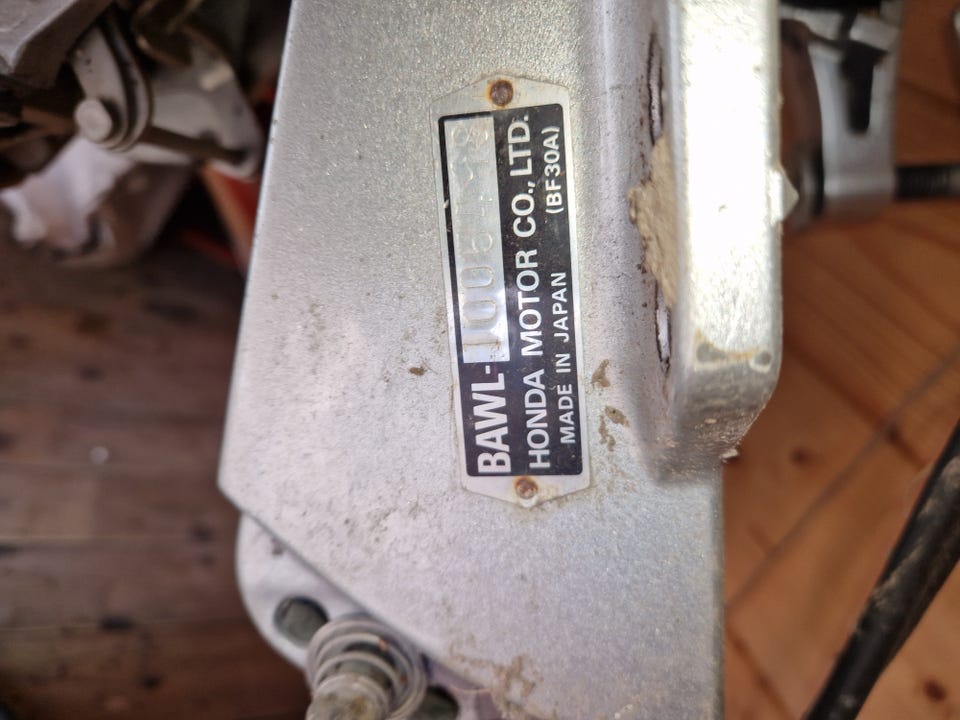 BAWL-
HONDA MOTOR CO., LTD.
MADE IN JAPAN (BF30A)